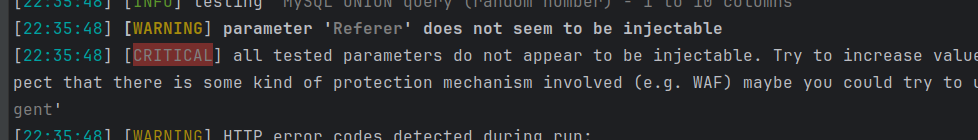 [22:35:48] [INFO] testing 'MySQL UNION query (random number) - 1 to 10 columns'
[22:35:48] [WARNING] parameter 'Referer' does not seem to be injectable
[22:35:48] [CRITICAL] all tested parameters do not appear to be injectable. Try to increase value
pect that there is some kind of protection mechanism involved (e.g. WAF) maybe you could try to u
gent'
[22:35:48] [WARNING] HTTP error codes detected during run: